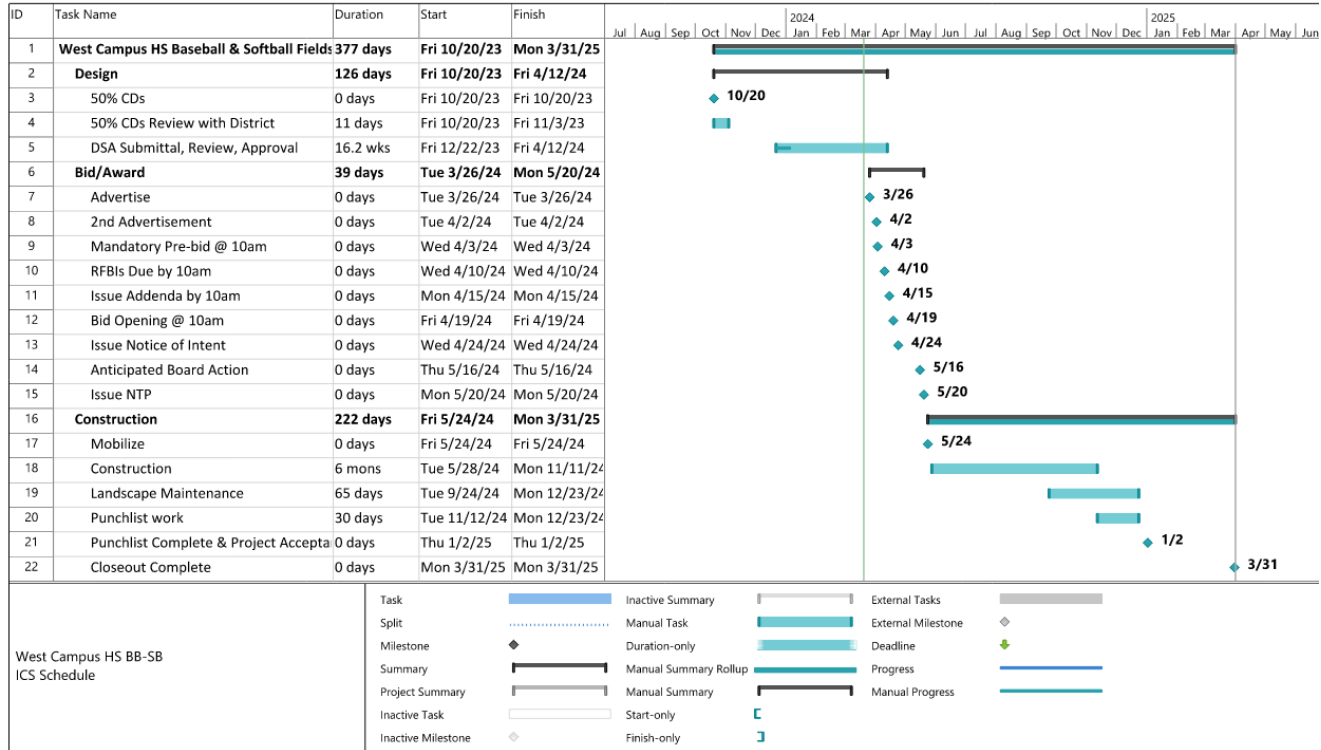 ID Task Name Duration Start Finish
2024 2025
Jul Aug Sep Oct Nov Dec Jan Feb Mar Apr May Jun Jul Aug Sep Oct Nov Dec Jan Feb Mar Apr May Jun
1 West Campus HS Baseball & Softball Fields 377 days Fri 10/20/23 Mon 3/31/25
2 Design 126 days Fri 10/20/23 Fri 4/12/24
3 50% CDs 0 days Fri 10/20/23 Fri 10/20/23 10/20
4 50% CDs Review with District 11 days Fri 10/20/23 Fri 11/3/23
5 DSA Submittal, Review, Approval 16.2 wks Fri 12/22/23 Fri 4/12/24
6 Bid/Award 39 days Tue 3/26/24 Mon 5/20/24
7 Advertise 0 days Tue 3/26/24 Tue 3/26/24 3/26
8 2nd Advertisement 0 days Tue 4/2/24 Tue 4/2/24 4/2
9 Mandatory Pre-bid @ 10am 0 days Wed 4/3/24 Wed 4/3/24 4/3
10 RFBIs Due by 10am 0 days Wed 4/10/24 Wed 4/10/24 4/10
11 Issue Addenda by 10am 0 days Mon 4/15/24 Mon 4/15/24 4/15
12 Bid Opening @ 10am 0 days Fri 4/19/24 Fri 4/19/24 4/19
13 Issue Notice of Intent 0 days Wed 4/24/24 Wed 4/24/24 4/24
14 Anticipated Board Action 0 days Thu 5/16/24 Thu 5/16/24 5/16
15 Issue NTP 0 days Mon 5/20/24 Mon 5/20/24 5/20
16 Construction 222 days Fri 5/24/24 Mon 3/31/25
17 Mobilize 0 days Fri 5/24/24 Fri 5/24/24 5/24
18 Construction 6 mons Tue 5/28/24 Mon 11/11/24
19 Landscape Maintenance 65 days Tue 9/24/24 Mon 12/23/24
20 Punchlist work 30 days Tue 11/12/24 Mon 12/23/24
21 Punchlist Complete & Project Accepta 0 days Thu 1/2/25 Thu 1/2/25 1/2
22 Closeout Complete 0 days Mon 3/31/25 Mon 3/31/25 3/31
West Campus HS BB-SB
ICS Schedule
Task Inactive Summary External Tasks
Split Manual Task External Milestone
Milestone Duration-only Deadline
Summary Manual Summary Rollup Progress
Project Summary Manual Summary Manual Progress
Inactive Task Start-only
Inactive Milestone Finish-only